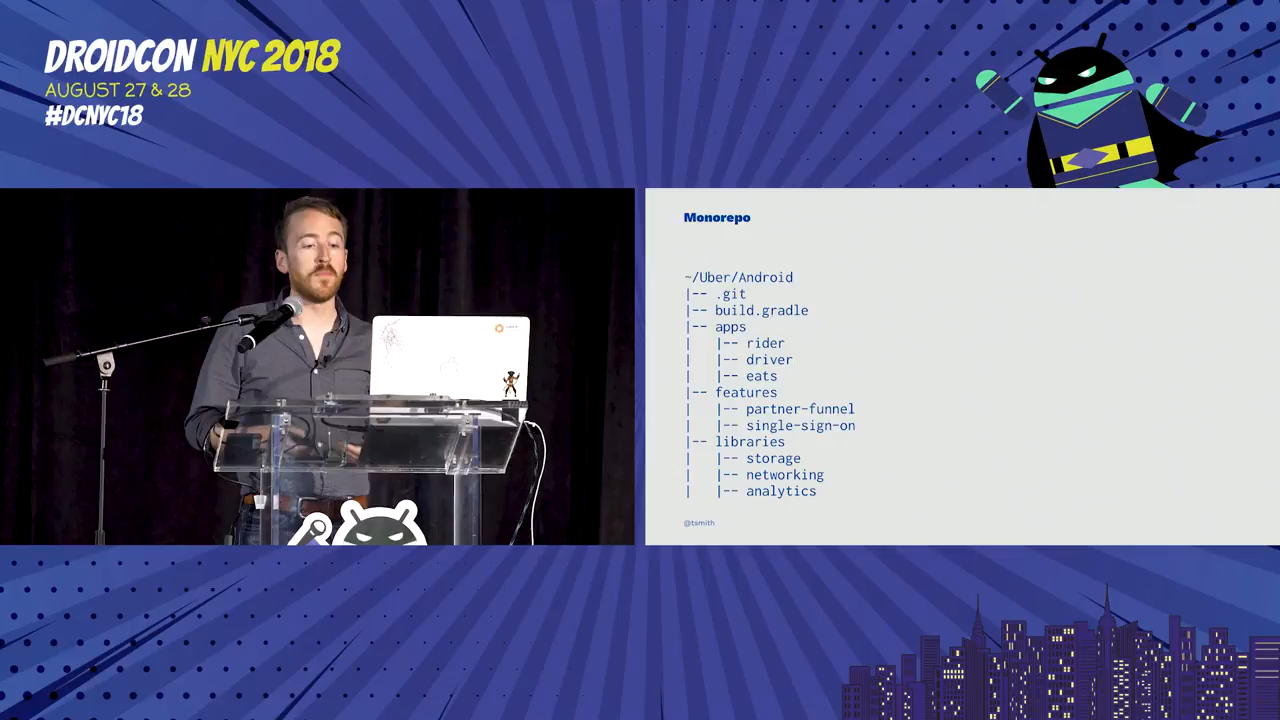 DROIDCON NYC 2018
AUGUST 27 & 28
#DCNYC18
Monorepo
~/Uber/Android
|-- .git
|-- build.gradle
|-- apps
|   |-- rider
|   |-- driver
|   |-- eats
|-- features
|   |-- partner-funnel
|   |-- single-sign-on
|-- libraries
|   |-- storage
|   |-- networking
|   |-- analytics
@tsmith